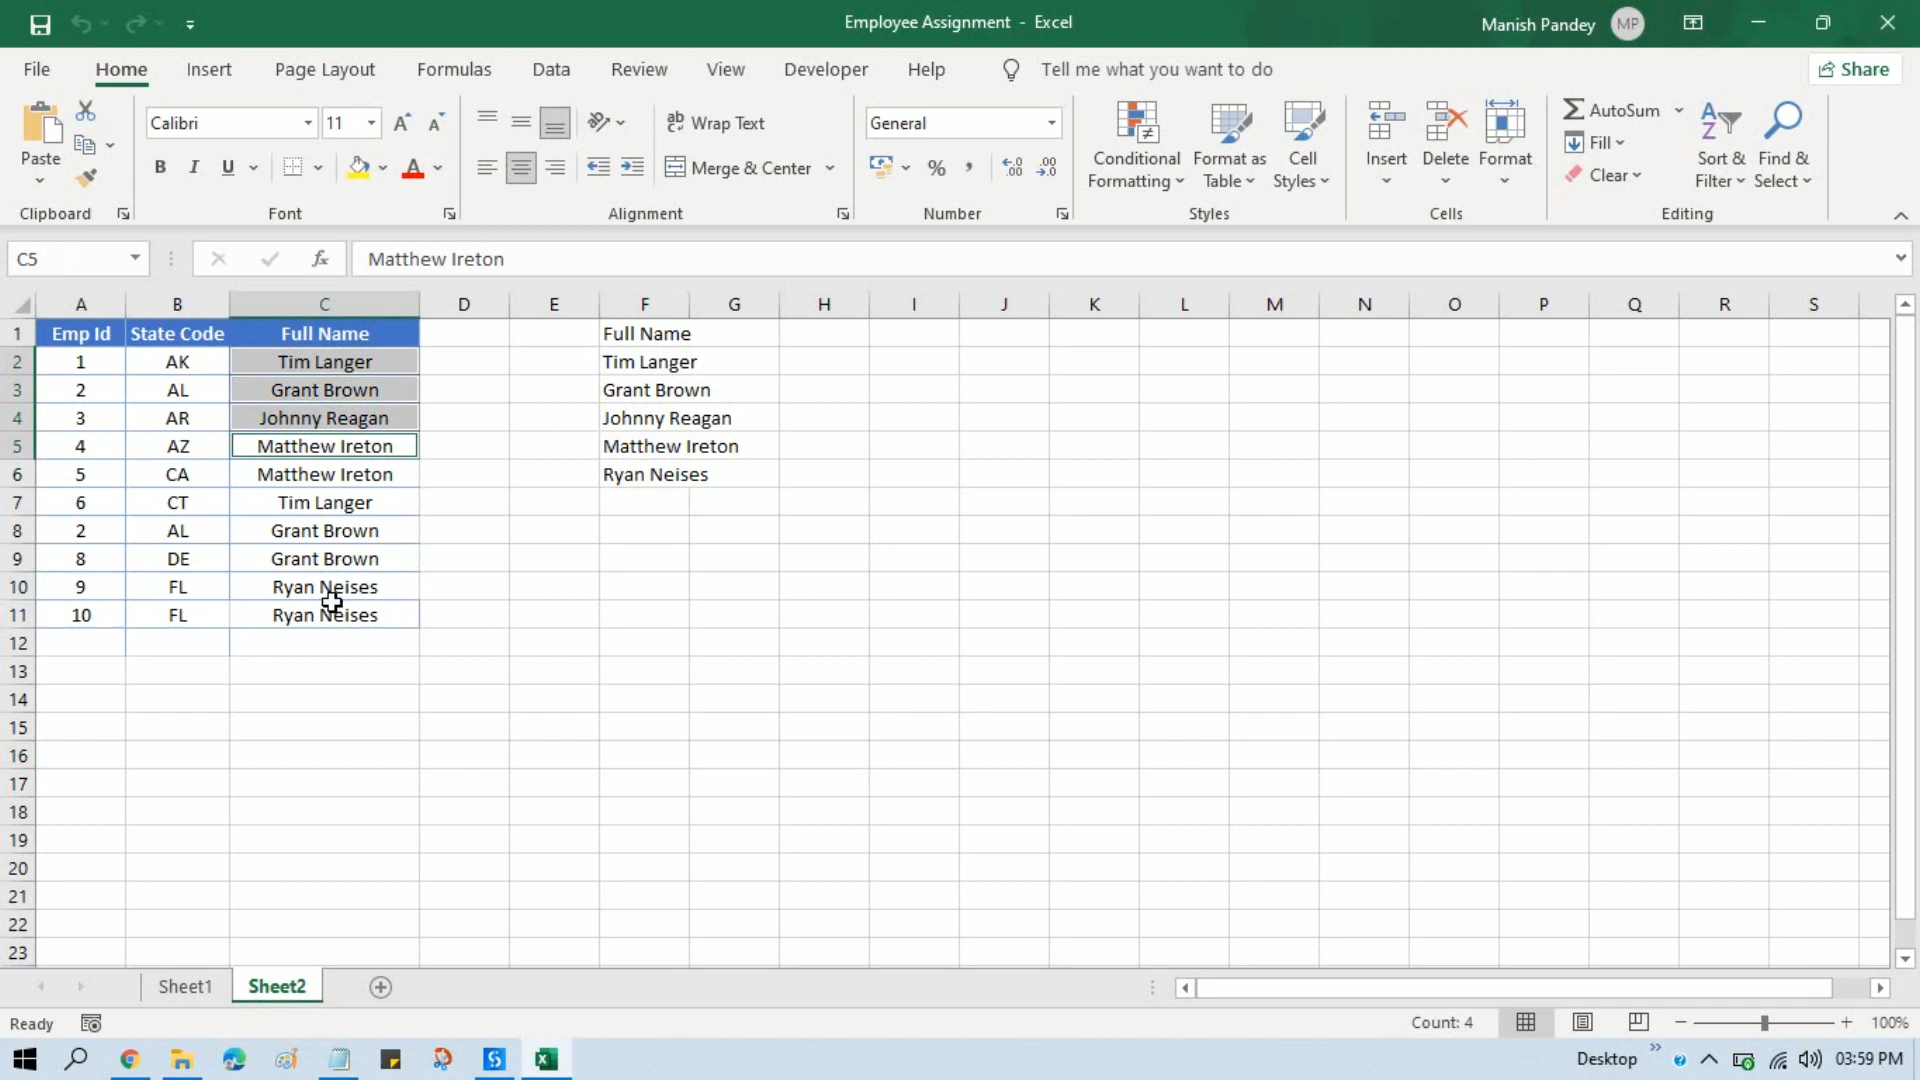 Employee Assignment - Excel
Manish Pandey MP
File Home Insert Page Layout Formulas Data Review View Developer Help Tell me what you want to do Share
Paste
Clipboard
Calibri 11
B I U A
Font
Wrap Text
Merge & Center
Alignment
General
% , .00
Number
Conditional Formatting
Format as Table
Cell Styles
Styles
Insert Delete Format
Cells
AutoSum
Fill
Clear
Sort & Filter
Find & Select
Editing
C5 fx Matthew Ireton
A B C D E F G H I J K L M N O P Q R S
1 Emp Id State Code Full Name Full Name
2 1 AK Tim Langer Tim Langer
3 2 AL Grant Brown Grant Brown
4 3 AR Johnny Reagan Johnny Reagan
5 4 AZ Matthew Ireton Matthew Ireton
6 5 CA Matthew Ireton Ryan Neises
7 6 CT Tim Langer
8 2 AL Grant Brown
9 8 DE Grant Brown
10 9 FL Ryan Neises
11 10 FL Ryan Neises
12
13
14
15
16
17
18
19
20
21
22
23
Sheet1 Sheet2
Ready Count: 4 100%
Desktop 03:59 PM